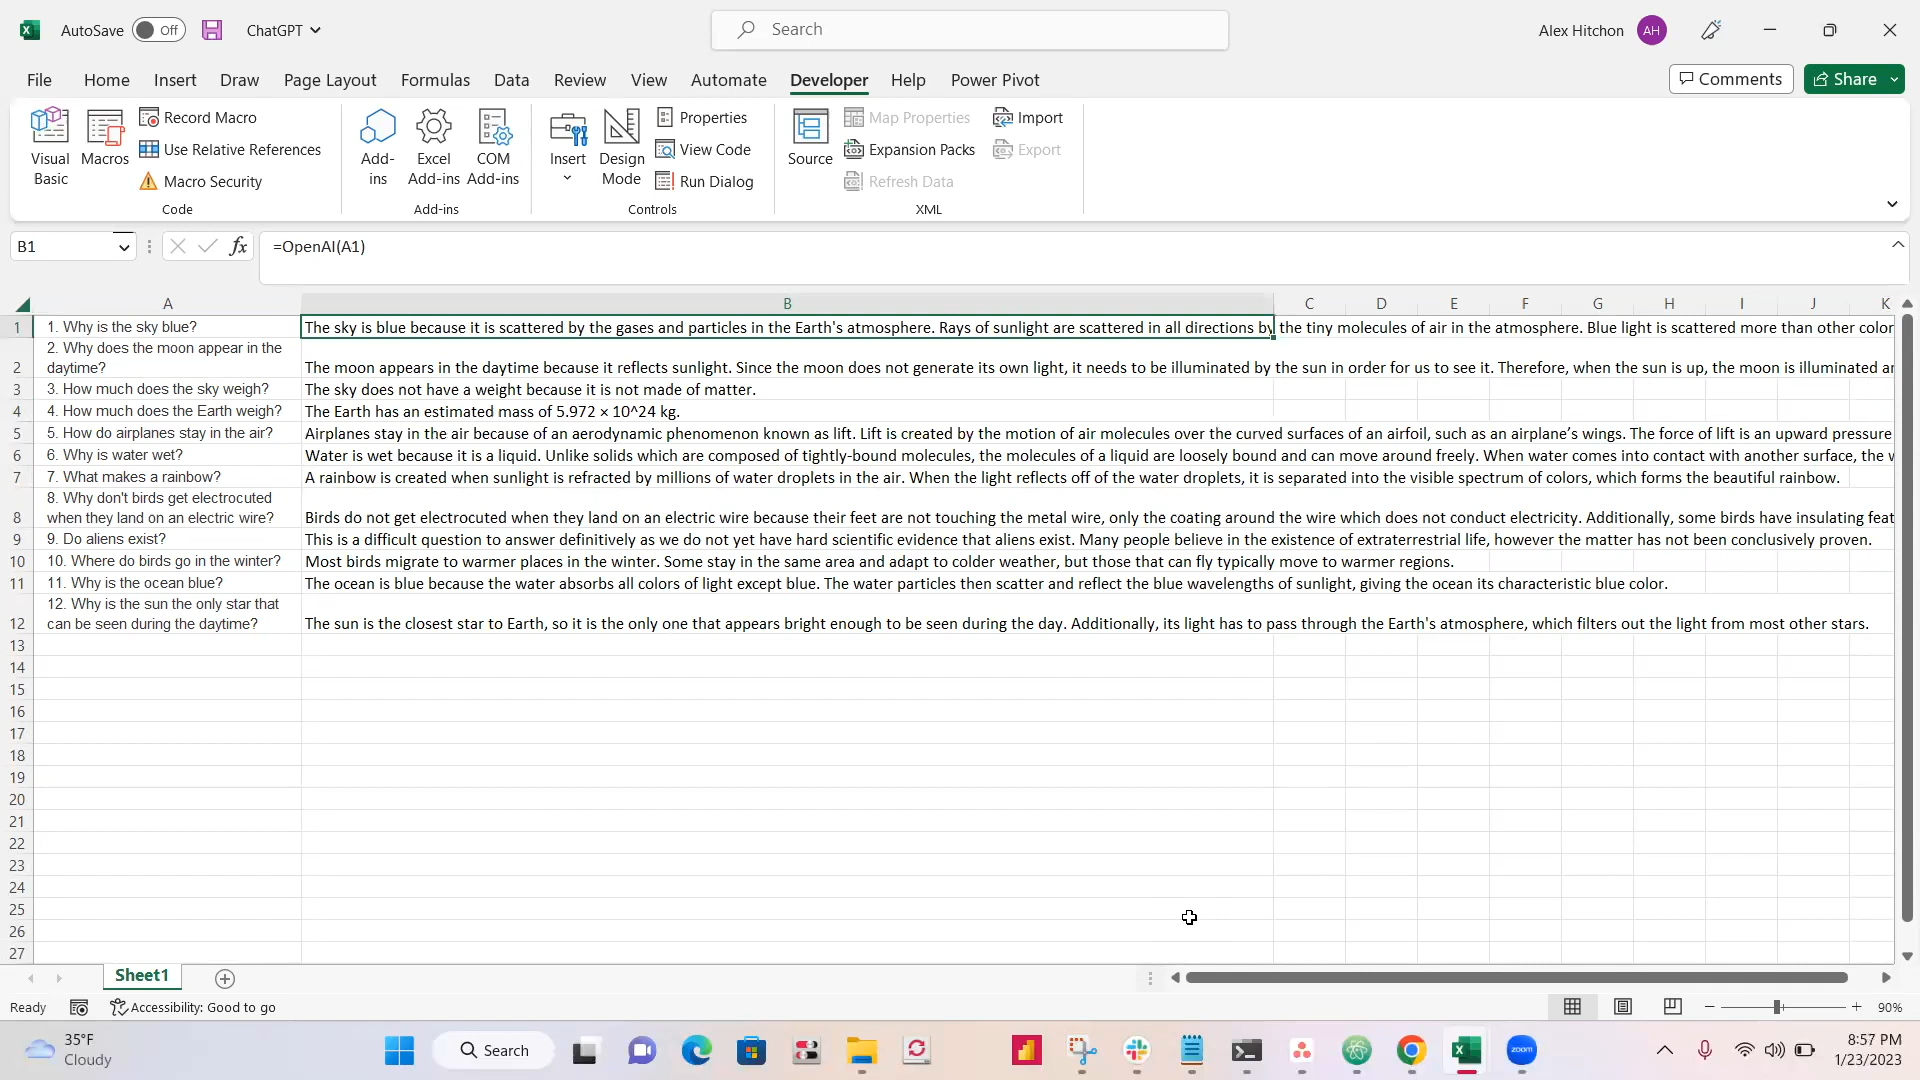 AutoSave Off ChatGPT Search Alex Hitchon AH
File Home Insert Draw Page Layout Formulas Data Review View Automate Developer Help Power Pivot Comments Share
Visual Basic
Macros
Record Macro
Use Relative References
Macro Security
Code
Add-ins
Excel Add-ins
COM Add-ins
Add-ins
Insert
Design Mode
Properties
View Code
Run Dialog
Controls
Source
Map Properties
Expansion Packs
Refresh Data
Import
Export
XML
B1 fx =OpenAI(A1)
A B C D E F G H I J K
1 1. Why is the sky blue? The sky is blue because it is scattered by the gases and particles in the Earth's atmosphere. Rays of sunlight are scattered in all directions by the tiny molecules of air in the atmosphere. Blue light is scattered more than other color
2. Why does the moon appear in the
2 daytime? The moon appears in the daytime because it reflects sunlight. Since the moon does not generate its own light, it needs to be illuminated by the sun in order for us to see it. Therefore, when the sun is up, the moon is illuminated ar
3 3. How much does the sky weigh? The sky does not have a weight because it is not made of matter.
4 4. How much does the Earth weigh? The Earth has an estimated mass of 5.972 × 10^24 kg.
5 5. How do airplanes stay in the air? Airplanes stay in the air because of an aerodynamic phenomenon known as lift. Lift is created by the motion of air molecules over the curved surfaces of an airfoil, such as an airplane’s wings. The force of lift is an upward pressure
6 6. Why is water wet? Water is wet because it is a liquid. Unlike solids which are composed of tightly-bound molecules, the molecules of a liquid are loosely bound and can move around freely. When water comes into contact with another surface, the w
7 7. What makes a rainbow? A rainbow is created when sunlight is refracted by millions of water droplets in the air. When the light reflects off of the water droplets, it is separated into the visible spectrum of colors, which forms the beautiful rainbow.
8. Why don't birds get electrocuted
8 when they land on an electric wire? Birds do not get electrocuted when they land on an electric wire because their feet are not touching the metal wire, only the coating around the wire which does not conduct electricity. Additionally, some birds have insulating feat
9 9. Do aliens exist? This is a difficult question to answer definitively as we do not yet have hard scientific evidence that aliens exist. Many people believe in the existence of extraterrestrial life, however the matter has not been conclusively proven.
10 10. Where do birds go in the winter? Most birds migrate to warmer places in the winter. Some stay in the same area and adapt to colder weather, but those that can fly typically move to warmer regions.
11 11. Why is the ocean blue? The ocean is blue because the water absorbs all colors of light except blue. The water particles then scatter and reflect the blue wavelengths of sunlight, giving the ocean its characteristic blue color.
12. Why is the sun the only star that
12 can be seen during the daytime? The sun is the closest star to Earth, so it is the only one that appears bright enough to be seen during the day. Additionally, its light has to pass through the Earth's atmosphere, which filters out the light from most other stars.
13
14
15
16
17
18
19
20
21
22
23
24
25
26
27
Sheet1
Ready Accessibility: Good to go 90%
35°F
Cloudy
Search
zoom
8:57 PM
1/23/2023